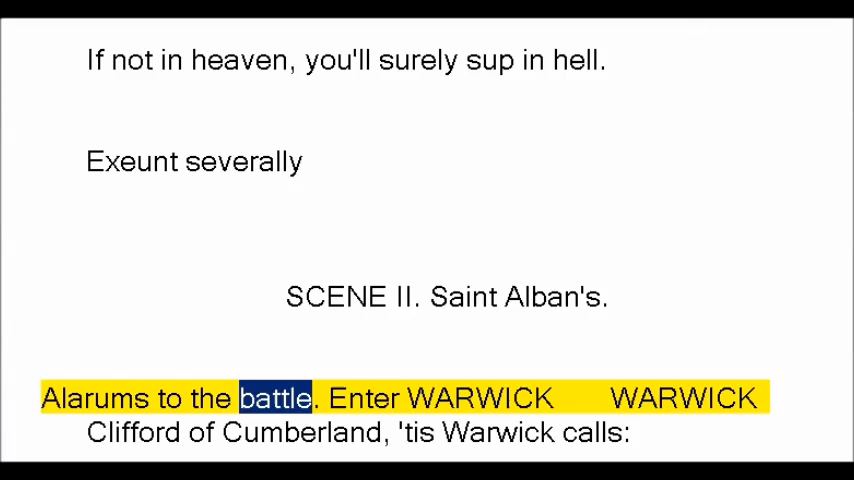 If not in heaven, you'll surely sup in hell.
Exeunt severally
SCENE II. Saint Alban's.
Alarums to the battle. Enter WARWICK WARWICK
Clifford of Cumberland, 'tis Warwick calls: